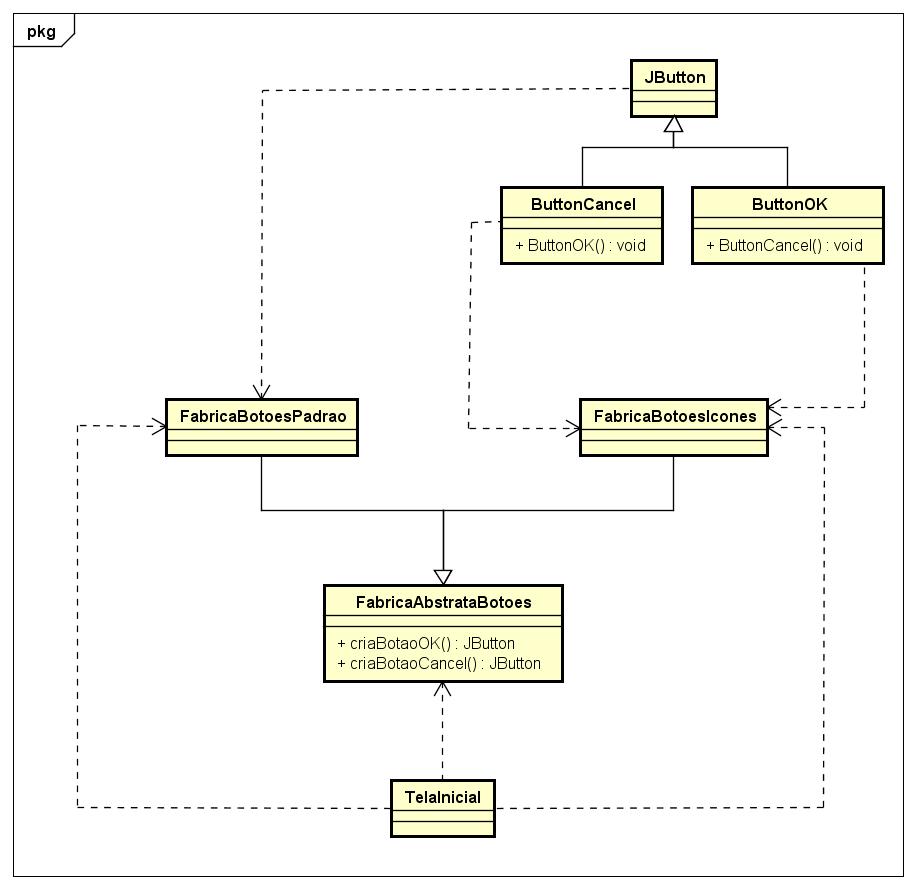 pkg
JButton
ButtonCancel
+ ButtonOK() : void
ButtonOK
+ ButtonCancel() : void
FabricaBotoesPadrao
FabricaBotoesIcones
FabricaAbstrataBotoes
+ criaBotaoOK() : JButton
+ criaBotaoCancel() : JButton
TelaInicial